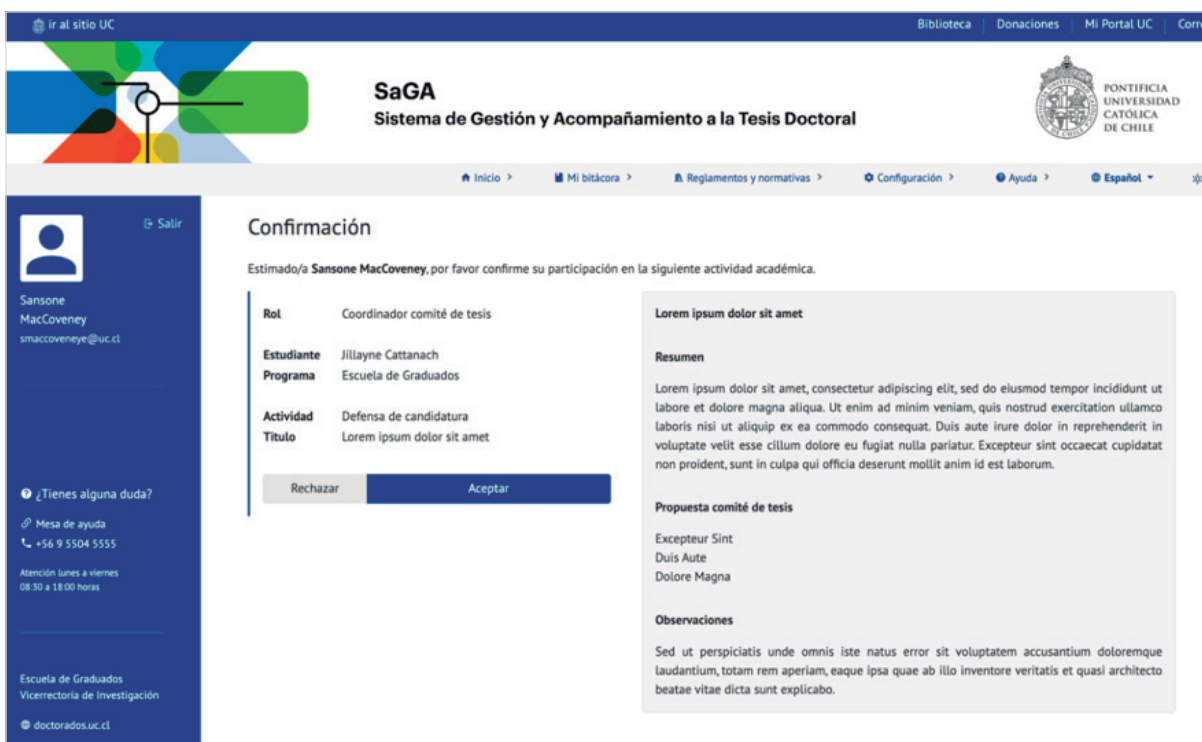 ir al sitio UC
Biblioteca
Donaciones
Mi Portal UC
SaGA
Sistema de Gestión y Acompañamiento a la Tesis Doctoral
PONTIFICIA
UNIVERSIDAD
CATÓLICA
DE CHILE
Inicio
Mi bitácora
Reglamentos y normativas
Configuración
Ayuda
Español
Salir
Sansone
MacCoveney
smaccoveneye@uc.cl
¿Tienes alguna duda?
Mesa de ayuda
+56 9 5504 5555
Atención lunes a viernes
08:30 a 18:00 horas
Escuela de Graduados
Vicerrectoría de Investigación
doctorados.uc.cl
Confirmación
Estimado/a Sansone MacCoveney, por favor confirme su participación en la siguiente actividad académica.
Rol Coordinador comité de tesis
Estudiante Jillayne Cattanach
Programa Escuela de Graduados
Actividad Defensa de candidatura
Título Lorem ipsum dolor sit amet
Rechazar
Aceptar
Lorem ipsum dolor sit amet
Resumen
Lorem ipsum dolor sit amet, consectetur adipiscing elit, sed do eiusmod tempor incididunt ut
labore et dolore magna aliqua. Ut enim ad minim veniam, quis nostrud exercitation ullamco
laboris nisi ut aliquip ex ea commodo consequat. Duis aute irure dolor in reprehenderit in
voluptate velit esse cillum dolore eu fugiat nulla pariatur. Excepteur sint occaecat cupidatat
non proident, sunt in culpa qui officia deserunt mollit anim id est laborum.
Propuesta comité de tesis
Excepteur Sint
Duis Aute
Dolore Magna
Observaciones
Sed ut perspiciatis unde omnis iste natus error sit voluptatem accusantium doloremque
laudantium, totam rem aperiam, eaque ipsa quae ab illo inventore veritatis et quasi architecto
beatae vitae dicta sunt explicabo.